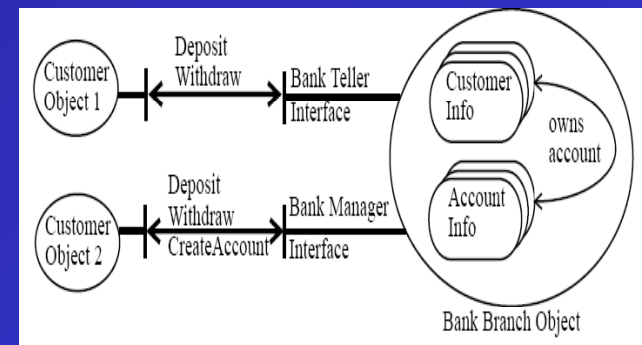 Customer
Object 1
Deposit
Withdraw
Bank Teller
Interface
Customer
Info
owns
account
Customer
Object 2
Deposit
Withdraw
CreateAccount
Bank Manager
Interface
Account
Info
Bank Branch Object